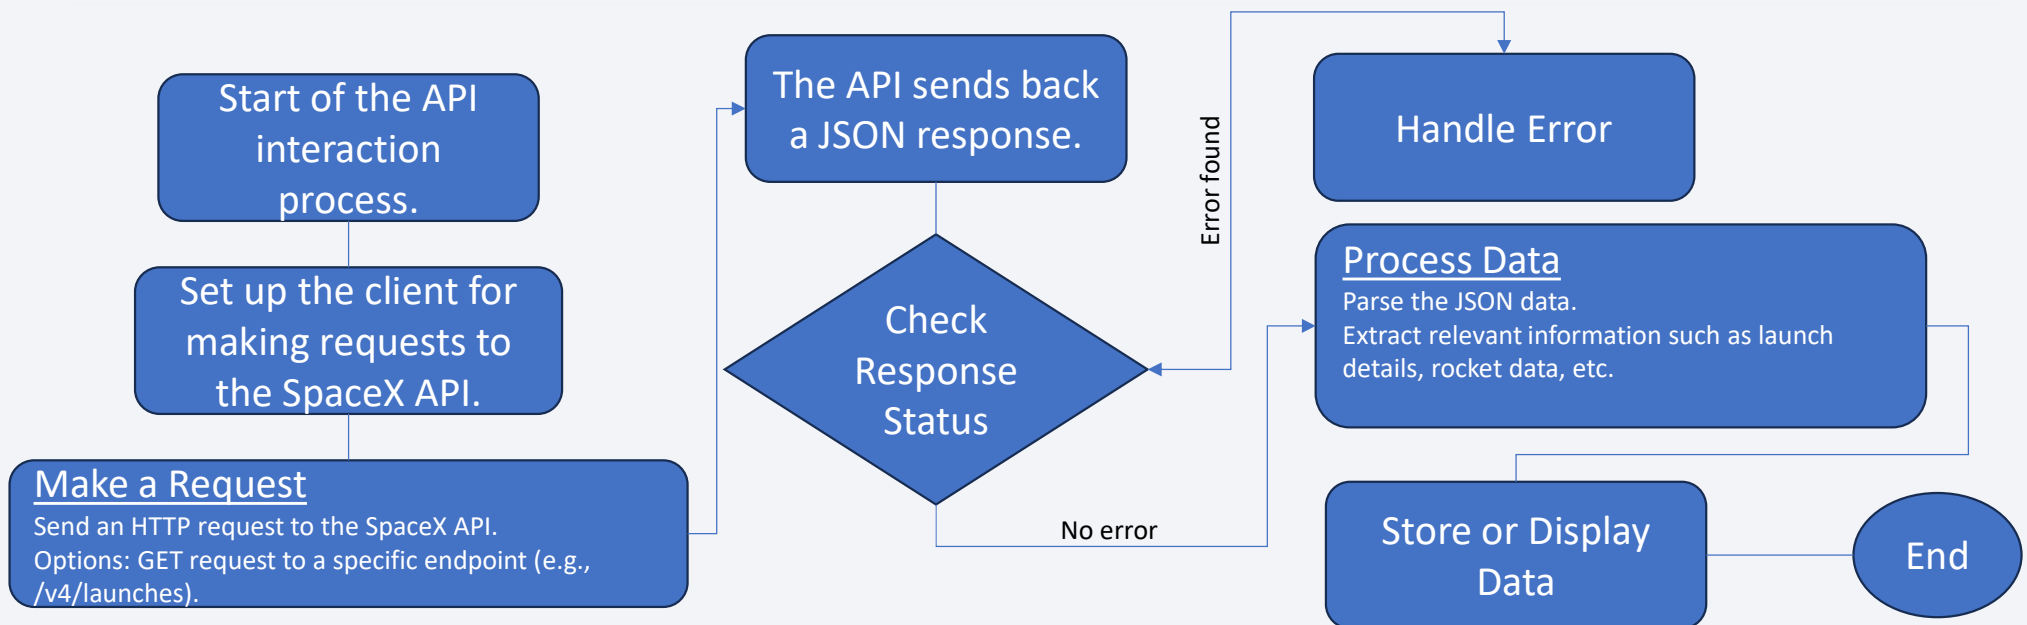 Start of the API
interaction
process.
Set up the client for
making requests to
the SpaceX API.
Make a Request
Send an HTTP request to the SpaceX API.
Options: GET request to a specific endpoint (e.g.,
/v4/launches).
The API sends back
a JSON response.
Check
Response
Status
Error found
No error
Handle Error
Process Data
Parse the JSON data.
Extract relevant information such as launch
details, rocket data, etc.
Store or Display
Data
End